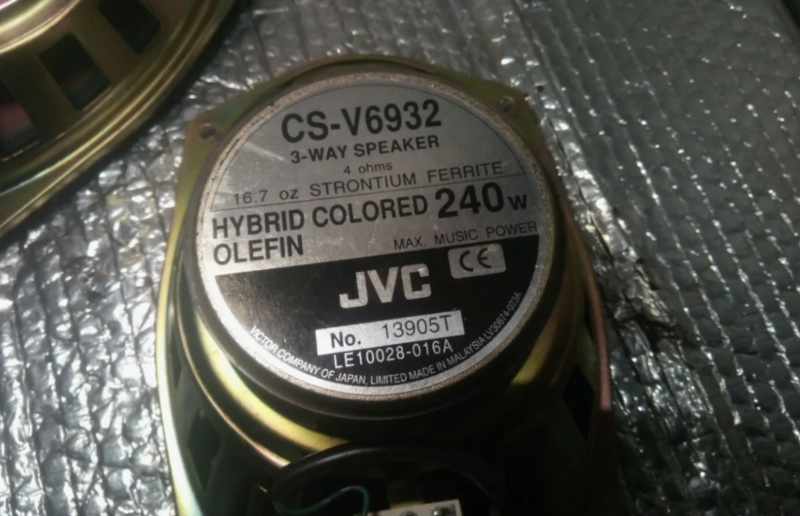 CS-V6932
3-WAY SPEAKER
4 ohms
16.7 oz STRONTIUM FERRITE
HYBRID COLORED 240 W
OLEFIN MAX. MUSIC POWER
JVC CE
No. 13905T
LE10028-016A
VICTOR COMPANY OF JAPAN, LIMITED MADE IN MALAYSIA